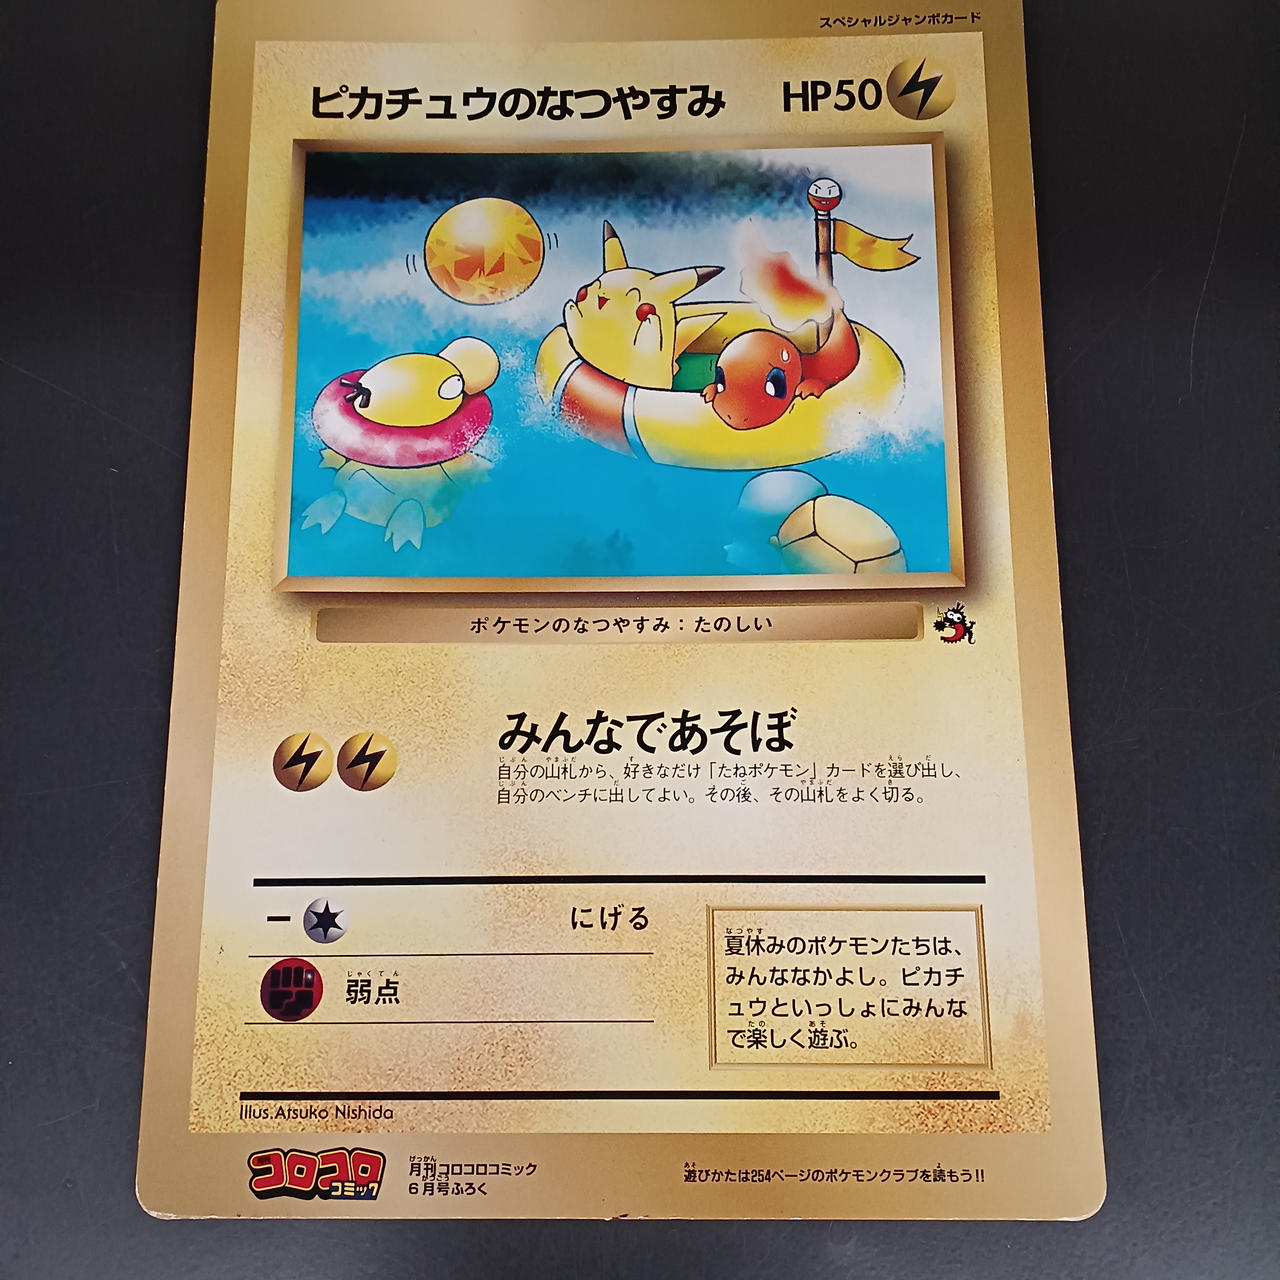 スペシャルジャンボカード
ピカチュウのなつやすみ HP50
ポケモンのなつやすみ：たのしい
みんなであそぼ
自分の山札から、好きなだけ「たねポケモン」カードを選び出し、
自分のベンチに出してよい。その後、その山札をよく切る。
ー にげる
弱点
夏休みのポケモンたちは、
みんななかよし。ピカチ
ュウといっしょにみんな
で楽しく遊ぶ。
Illus.Atsuko Nishida
コロコロ
コミック
月刊コロコロコミック
6月号ふろく
遊びかたは254ページのポケモンクラブを読もう!!